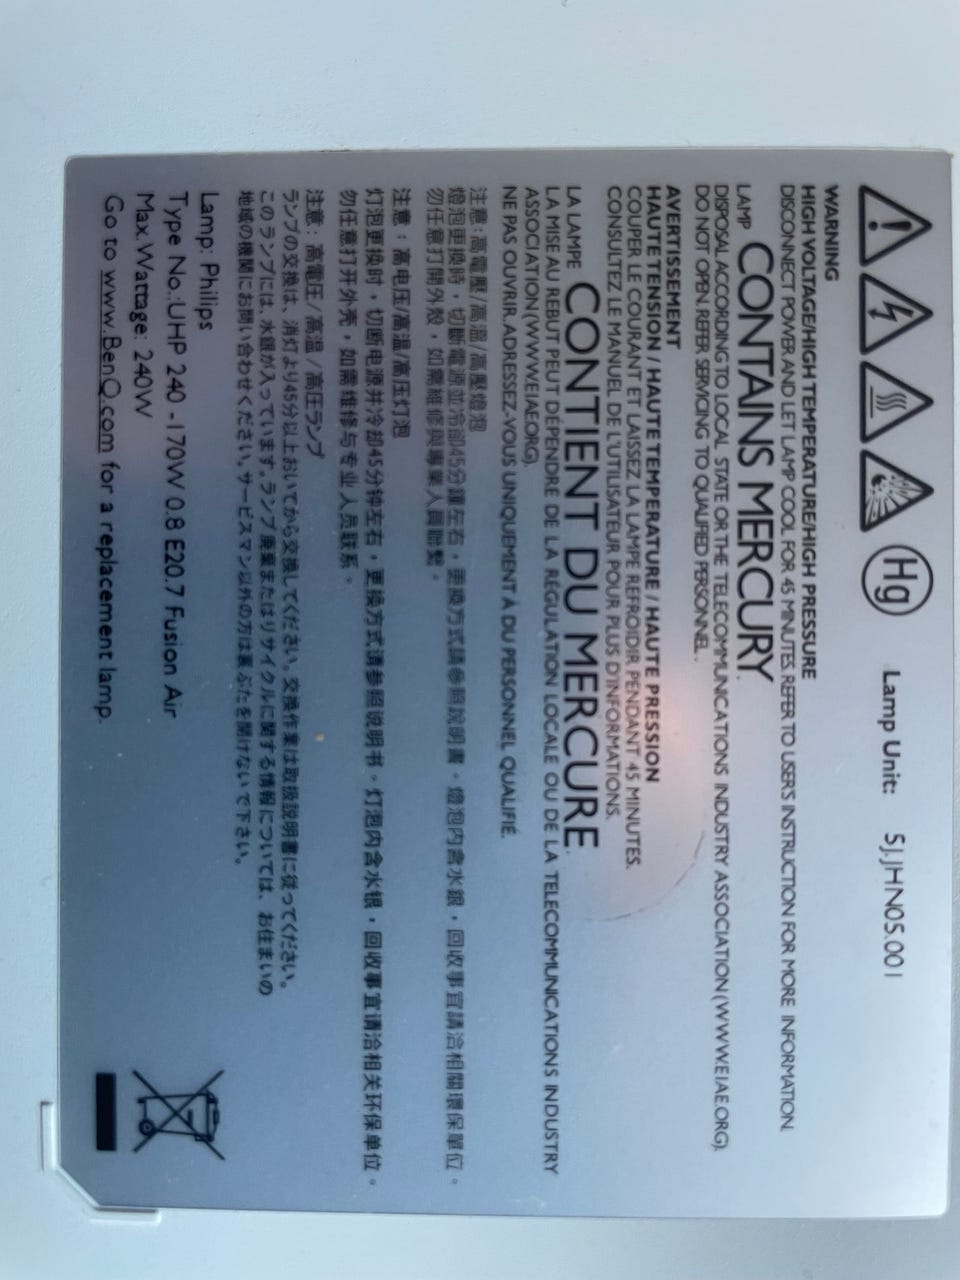 Hg Lamp Unit: 5J.JHN05.001
WARNING
HIGH VOLTAGE/HIGH TEMPERATURE/HIGH PRESSURE
DISCONNECT POWER AND LET LAMP COOL FOR 45 MINUTES. REFER TO USER'S INSTRUCTION FOR MORE INFORMATION.
LAMP CONTAINS MERCURY.
DISPOSAL ACCORDING TO LOCAL STATE OR THE TELECOMMUNICATIONS INDUSTRY ASSOCIATION (WWW.EIAE.ORG).
DO NOT OPEN. REFER SERVICING TO QUALIFIED PERSONNEL.
AVERTISSEMENT
HAUTE TENSION / HAUTE TEMPERATURE / HAUTE PRESSION
COUPER LE COURANT ET LAISSEZ LA LAMPE REFROIDIR PENDANT 45 MINUTES.
CONSULTEZ LE MANUEL DE L'UTILISATEUR POUR PLUS D'INFORMATIONS.
LA LAMPE CONTIENT DU MERCURE.
LA MISE AU REBUT PEUT DÉPENDRE DE LA RÉGULATION LOCALE OU DE LA TELECOMMUNICATIONS INDUSTRY
ASSOCIATION (WWW.EIAE.ORG).
NE PAS OUVRIR, ADRESSEZ-VOUS UNIQUEMENT À DU PERSONNEL QUALIFIÉ.
注意:高電壓/高溫/高壓燈泡
燈泡更換時,切斷電源並冷卻45分鐘左右,更換方式請參照說明書。燈泡內含水銀,回收事宜請洽相關環保單位。
勿任意打開外殼,如需維修與專業人員聯繫。
注意:高电压/高温/高压灯泡
灯泡更换时,切断电源并冷却45分钟左右,更换方式请参照说明书。灯泡内含水银,回收事宜请洽相关环保单位。
勿任意打开外壳,如需维修与专业人员联系。
注意:高電圧/高温/高圧ランプ
ランプの交換は、消灯より45分以上おいてから交換してください。交換作業は取扱説明書に従ってください。
このランプには、水銀が入っています。ランプ廃棄またはリサイクルに関する情報については、お住まいの
地域の機関にお問い合わせください。サービスマン以外の方は裏ぶたを開けないで下さい。
Lamp: Philips
Type No.:UHP 240 -170W 0.8 E20.7 Fusion Air
Max. Wattage: 240W
Go to www.BenQ.com for a replacement lamp.